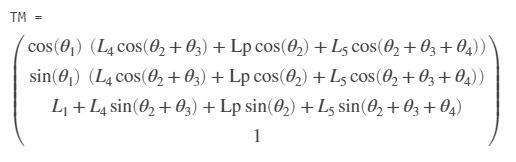 TM =
cos(θ₁) (L₄ cos(θ₂ + θ₃) + Lp cos(θ₂) + L₅ cos(θ₂ + θ₃ + θ₄))
sin(θ₁) (L₄ cos(θ₂ + θ₃) + Lp cos(θ₂) + L₅ cos(θ₂ + θ₃ + θ₄))
L₁ + L₄ sin(θ₂ + θ₃) + Lp sin(θ₂) + L₅ sin(θ₂ + θ₃ + θ₄)
1